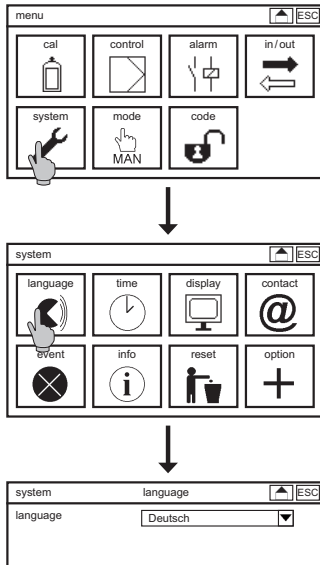 menu ESC
cal control alarm in/out
system mode code
MAN
system ESC
language time display contact
@
event info reset option
i
system language ESC
language Deutsch